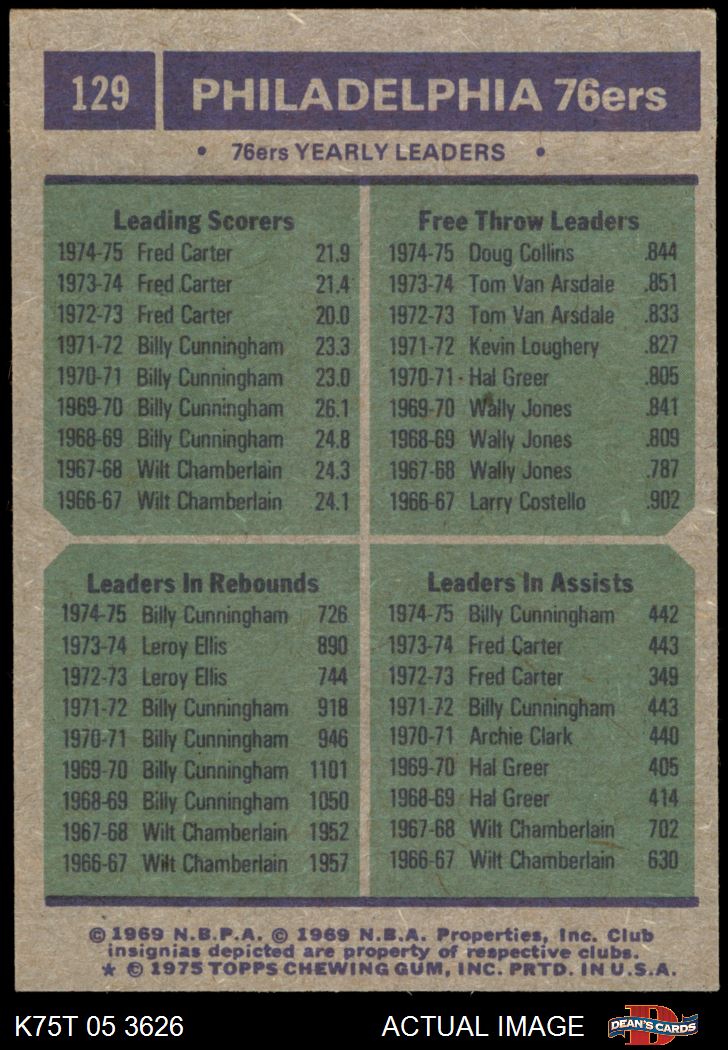 129 PHILADELPHIA 76ers
• 76ers YEARLY LEADERS •
Leading Scorers
1974-75 Fred Carter 21.9
1973-74 Fred Carter 21.4
1972-73 Fred Carter 20.0
1971-72 Billy Cunningham 23.3
1970-71 Billy Cunningham 23.0
1969-70 Billy Cunningham 26.1
1968-69 Billy Cunningham 24.8
1967-68 Wilt Chamberlain 24.3
1966-67 Wilt Chamberlain 24.1
Free Throw Leaders
1974-75 Doug Collins .844
1973-74 Tom Van Arsdale .851
1972-73 Tom Van Arsdale .833
1971-72 Kevin Loughery .827
1970-71 Hal Greer .805
1969-70 Wally Jones .841
1968-69 Wally Jones .809
1967-68 Wally Jones .787
1966-67 Larry Costello .902
Leaders In Rebounds
1974-75 Billy Cunningham 726
1973-74 Leroy Ellis 890
1972-73 Leroy Ellis 744
1971-72 Billy Cunningham 918
1970-71 Billy Cunningham 946
1969-70 Billy Cunningham 1101
1968-69 Billy Cunningham 1050
1967-68 Wilt Chamberlain 1952
1966-67 Wilt Chamberlain 1957
Leaders In Assists
1974-75 Billy Cunningham 442
1973-74 Fred Carter 443
1972-73 Fred Carter 349
1971-72 Billy Cunningham 443
1970-71 Archie Clark 440
1969-70 Hal Greer 405
1968-69 Hal Greer 414
1967-68 Wilt Chamberlain 702
1966-67 Wilt Chamberlain 630
© 1969 N.B.P.A. © 1969 N.B.A. Properties, Inc. Club
insignias depicted are property of respective clubs.
★ © 1975 TOPPS CHEWING GUM, INC. PRTD. IN U.S.A.
K75T 05 3626 ACTUAL IMAGE D DEAN'S CARDS